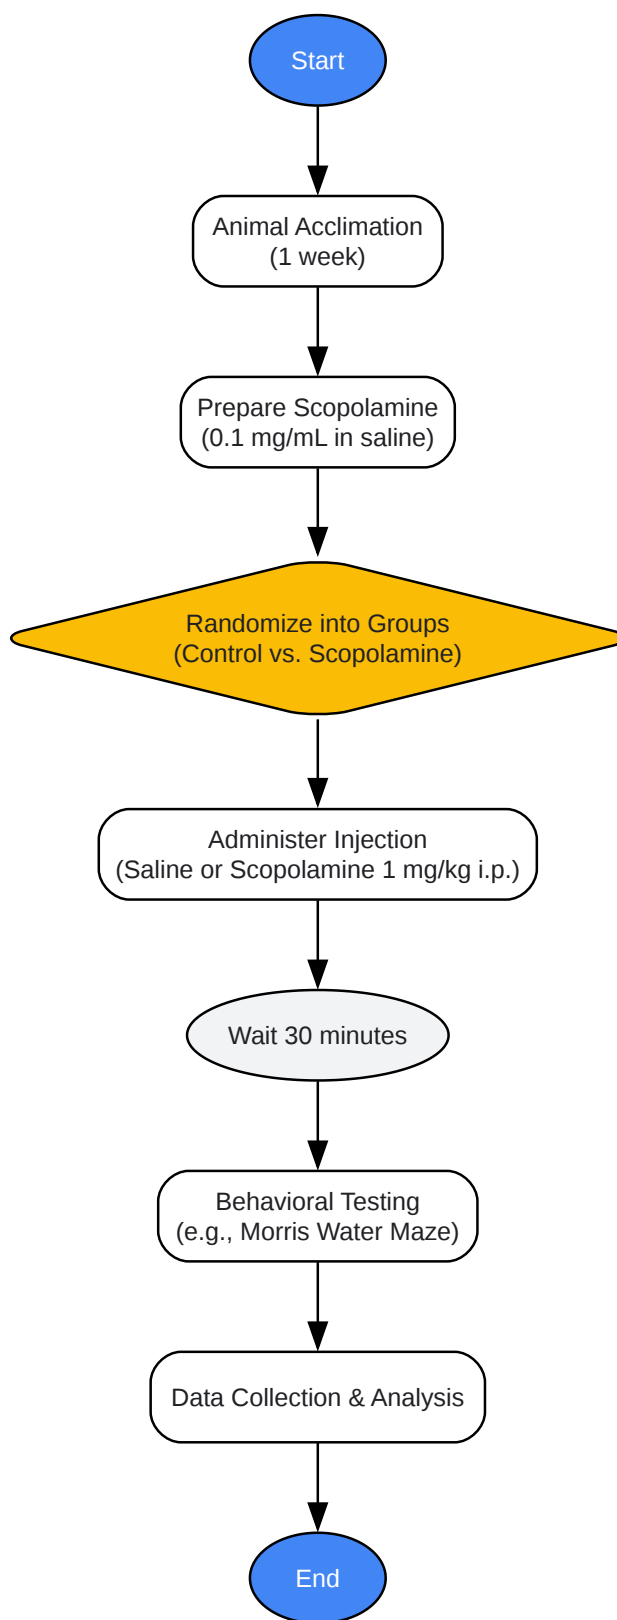 Start
Animal Acclimation
(1 week)
Prepare Scopolamine
(0.1 mg/mL in saline)
Randomize into Groups
(Control vs. Scopolamine)
Administer Injection
(Saline or Scopolamine 1 mg/kg i.p.)
Wait 30 minutes
Behavioral Testing
(e.g., Morris Water Maze)
Data Collection & Analysis
End